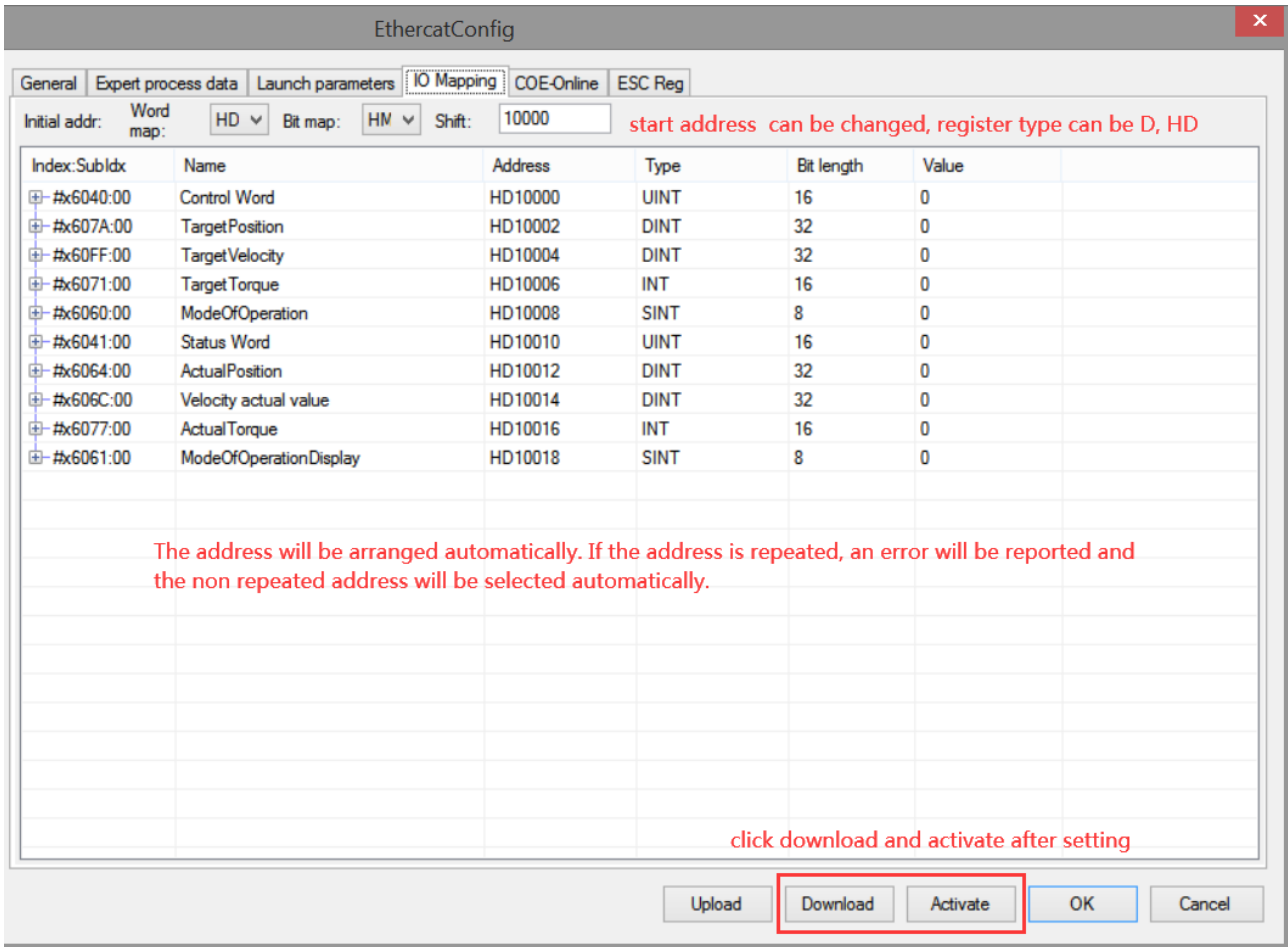 EthercatConfig
×
General Expert process data Launch parameters IO Mapping COE-Online ESC Reg
Initial addr: Word map: HD Bit map: HM Shift: 10000 start address can be changed, register type can be D, HD
Index:SubIdx Name Address Type Bit length Value
#x6040:00 Control Word HD10000 UINT 16 0
#x607A:00 TargetPosition HD10002 DINT 32 0
#x60FF:00 TargetVelocity HD10004 DINT 32 0
#x6071:00 TargetTorque HD10006 INT 16 0
#x6060:00 ModeOfOperation HD10008 SINT 8 0
#x6041:00 Status Word HD10010 UINT 16 0
#x6064:00 ActualPosition HD10012 DINT 32 0
#x606C:00 Velocity actual value HD10014 DINT 32 0
#x6077:00 ActualTorque HD10016 INT 16 0
#x6061:00 ModeOfOperationDisplay HD10018 SINT 8 0
The address will be arranged automatically. If the address is repeated, an error will be reported and
the non repeated address will be selected automatically.
click download and activate after setting
Upload Download Activate OK Cancel